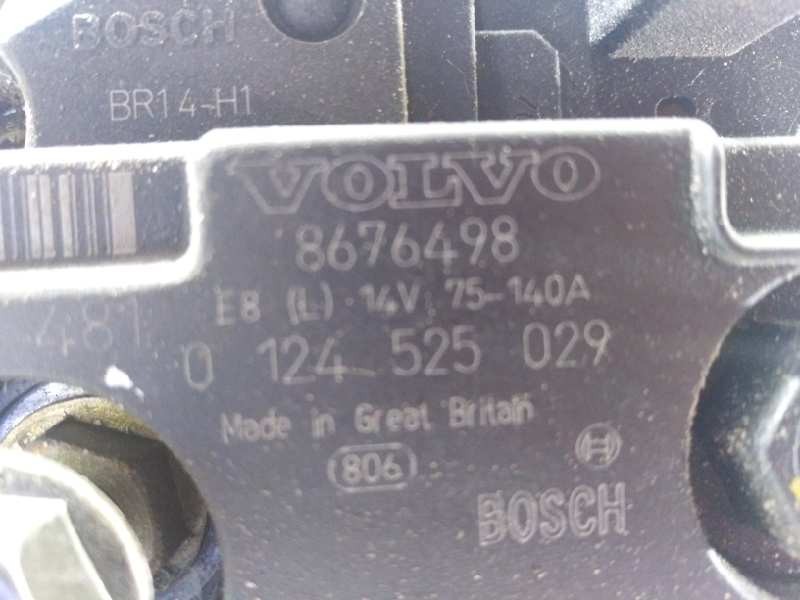 BOSCH
BR14-H1
VOLVO
8676498
E8 (L) 14V 75-140A
481
0 124 525 029
Made in Great Britain
806
BOSCH